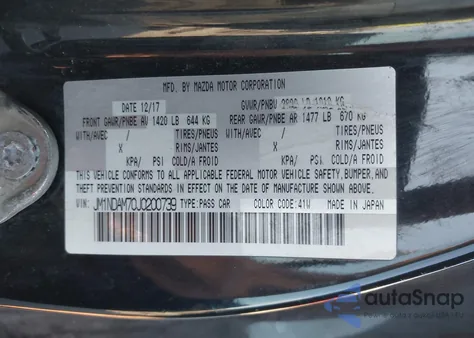 MFD. BY MAZDA MOTOR CORPORATION
DATE 12/17 GVWR/PNBV LB KG
FRONT GAWR/PNBE AV 1420 LB 644 KG REAR GAWR/PNBE AR 1477 LB 670 KG
WITH/AVEC / TIRES/PNEUS WITH/AVEC / TIRES/PNEUS
X RIMS/JANTES X RIMS/JANTES
KPA/ PSI COLD/A FROID KPA/ PSI COLD/A FROID
THIS VEHICLE CONFORMS TO ALL APPLICABLE FEDERAL MOTOR VEHICLE SAFETY, BUMPER,
AND THEFT PREVENTION STANDARDS IN EFFECT ON THE DATE OF MANUFACTURE SHOWN ABOVE.
VIN: JM1NDAM70J0200739 TYPE:PASS CAR COLOR CODE:41W MADE IN JAPAN
autoSnap